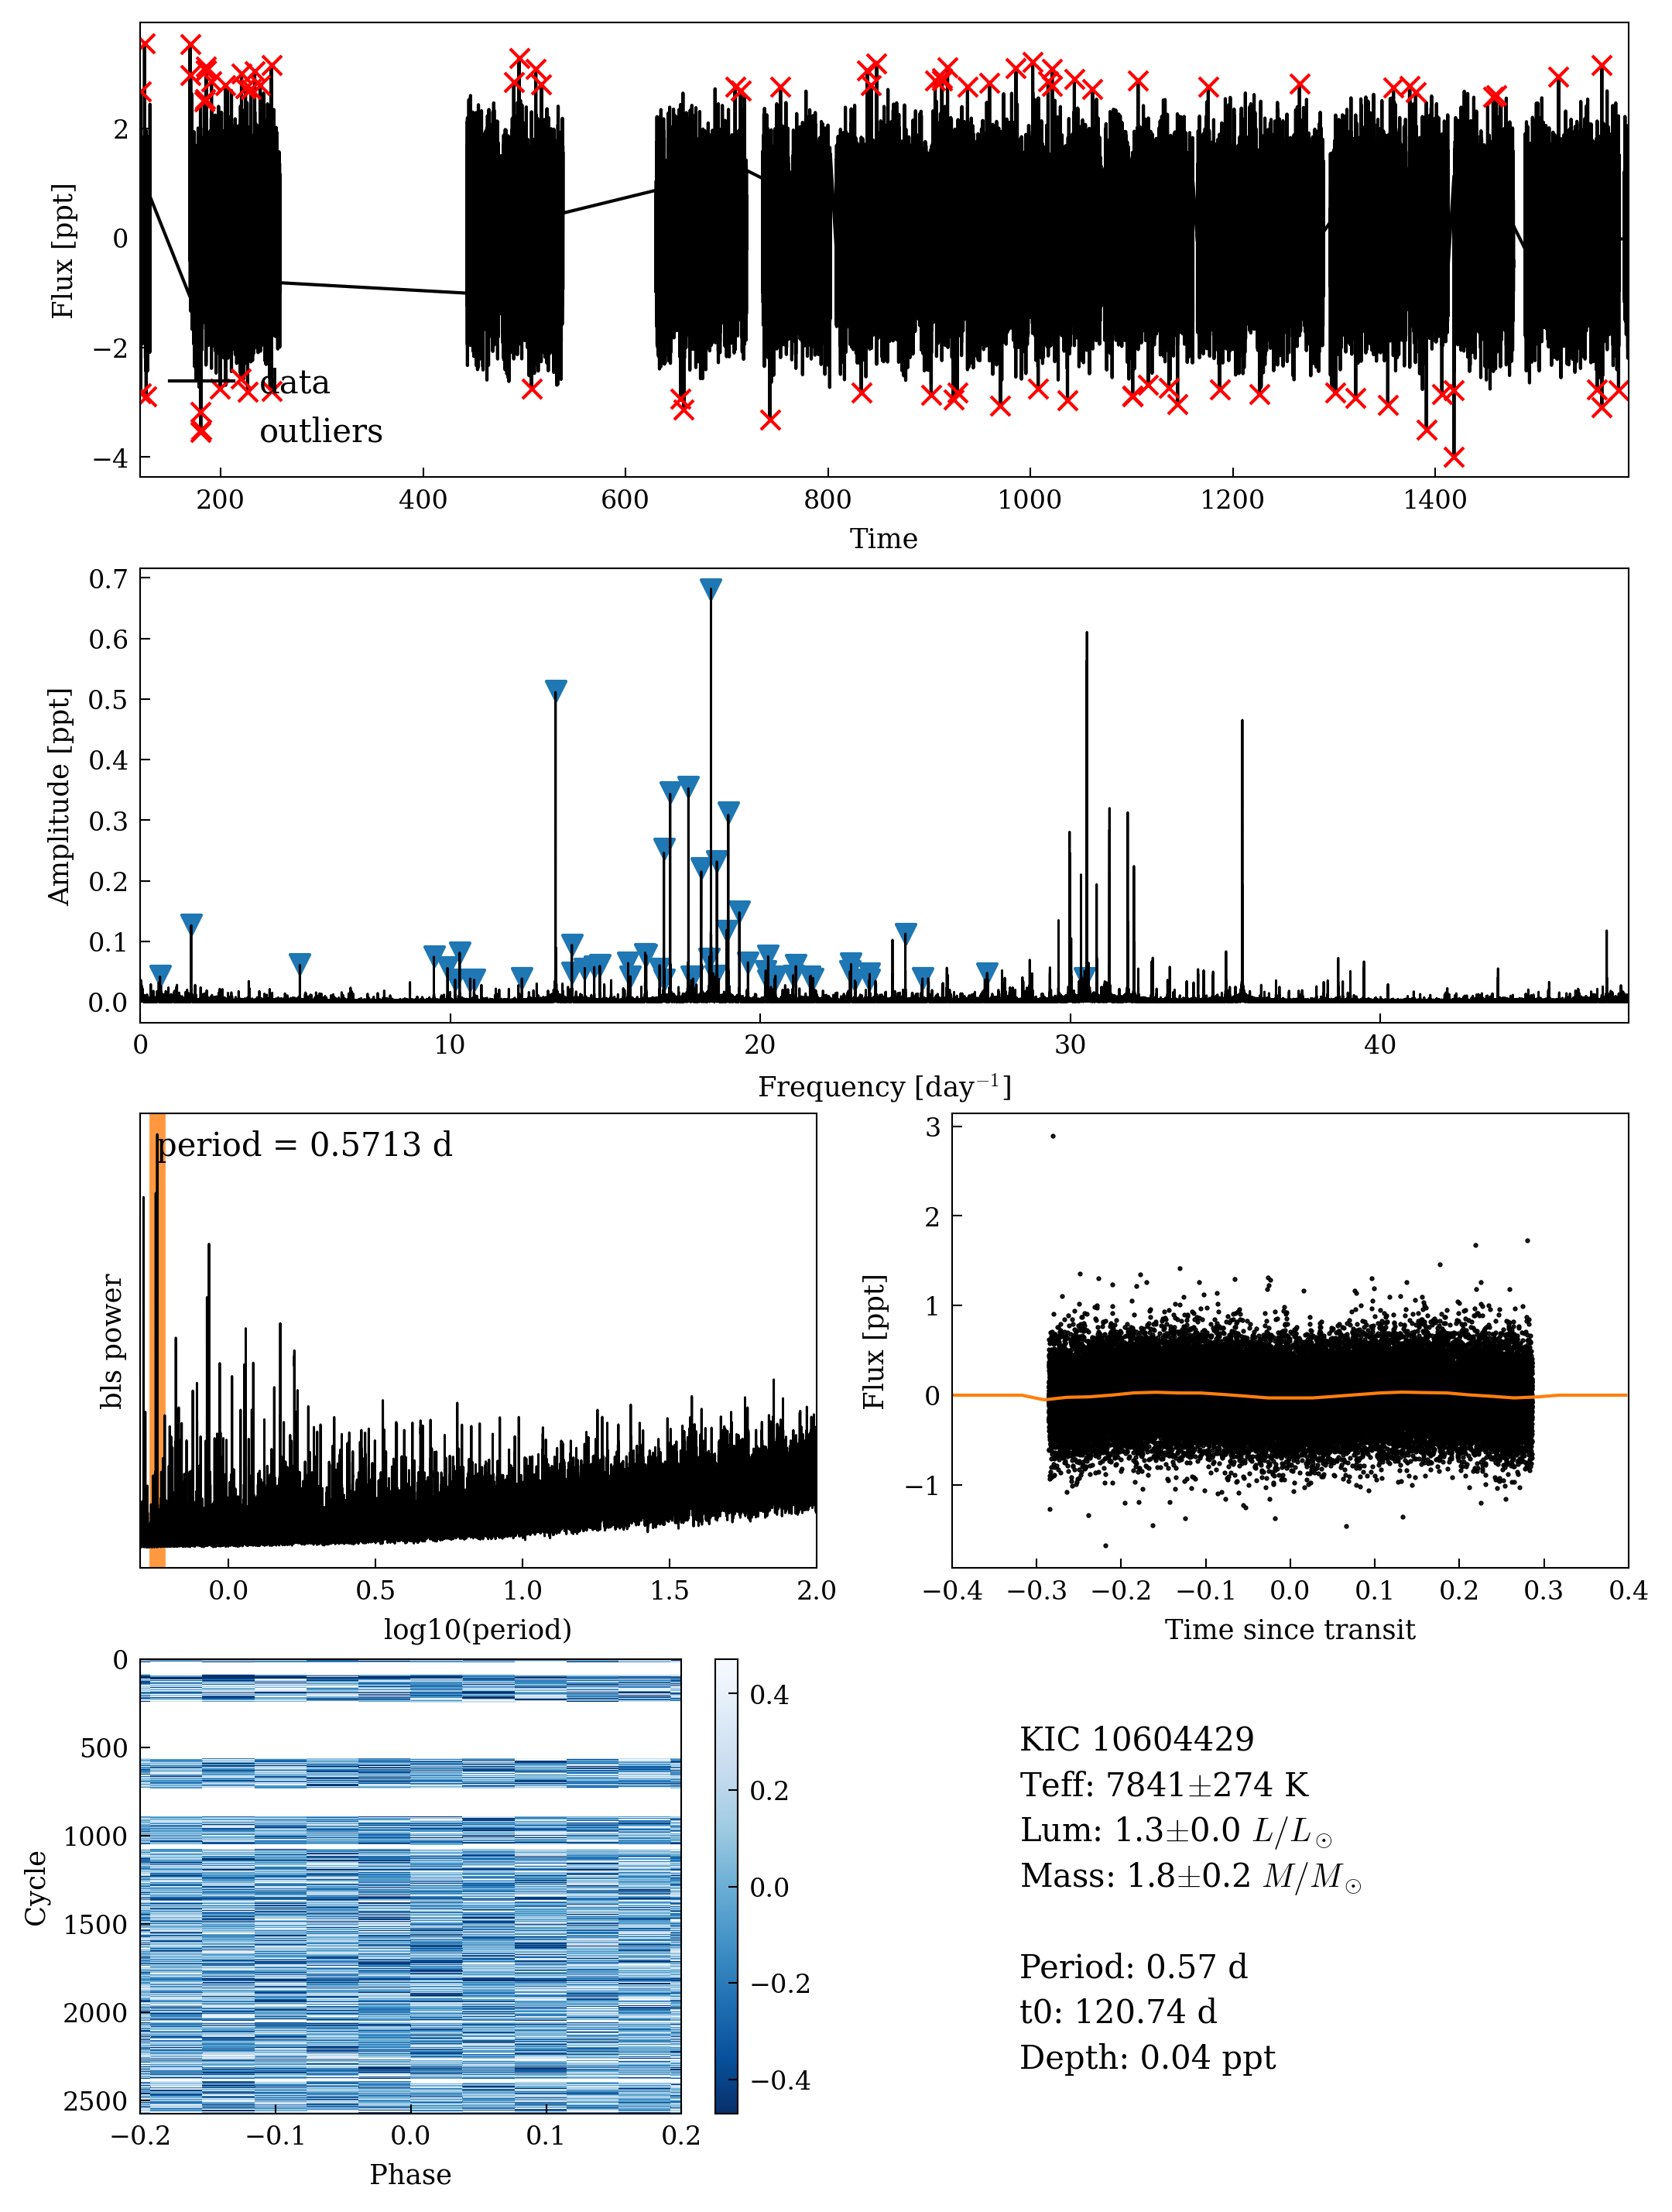 2
0
−2
−4
Flux [ppt]
data
outliers
200 400 600 800 1000 1200 1400
Time
0.7
0.6
0.5
0.4
0.3
0.2
0.1
0.0
Amplitude [ppt]
0 10 20 30 40
Frequency [day⁻¹]
period = 0.5713 d
bls power
0.0 0.5 1.0 1.5 2.0
log10(period)
3
2
1
0
−1
Flux [ppt]
−0.4 −0.3 −0.2 −0.1 0.0 0.1 0.2 0.3 0.4
Time since transit
0
500
1000
1500
2000
2500
Cycle
−0.2 −0.1 0.0 0.1 0.2
Phase
0.4
0.2
0.0
−0.2
−0.4
KIC 10604429
Teff: 7841±274 K
Lum: 1.3±0.0 L/L☉
Mass: 1.8±0.2 M/M☉
Period: 0.57 d
t0: 120.74 d
Depth: 0.04 ppt